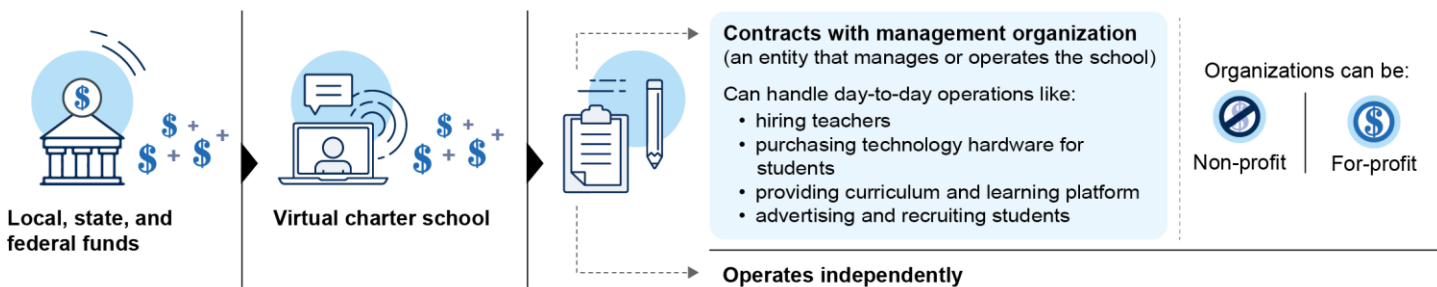 Local, state, and
federal funds
Virtual charter school
Contracts with management organization
(an entity that manages or operates the school)
Can handle day-to-day operations like:
• hiring teachers
• purchasing technology hardware for
students
• providing curriculum and learning platform
• advertising and recruiting students
Organizations can be:
$
Non-profit
$
For-profit
Operates independently
$
$ + $ + $ +
$ + $ + $ +